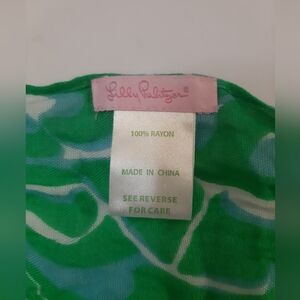 Lilly Pulitzer®
100% RAYON
MADE IN CHINA
SEE REVERSE
FOR CARE